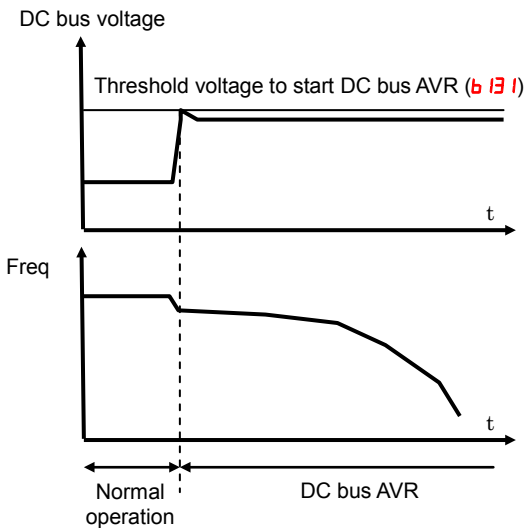 DC bus voltage
Threshold voltage to start DC bus AVR (b131)
t
Freq
t
Normal
operation
DC bus AVR